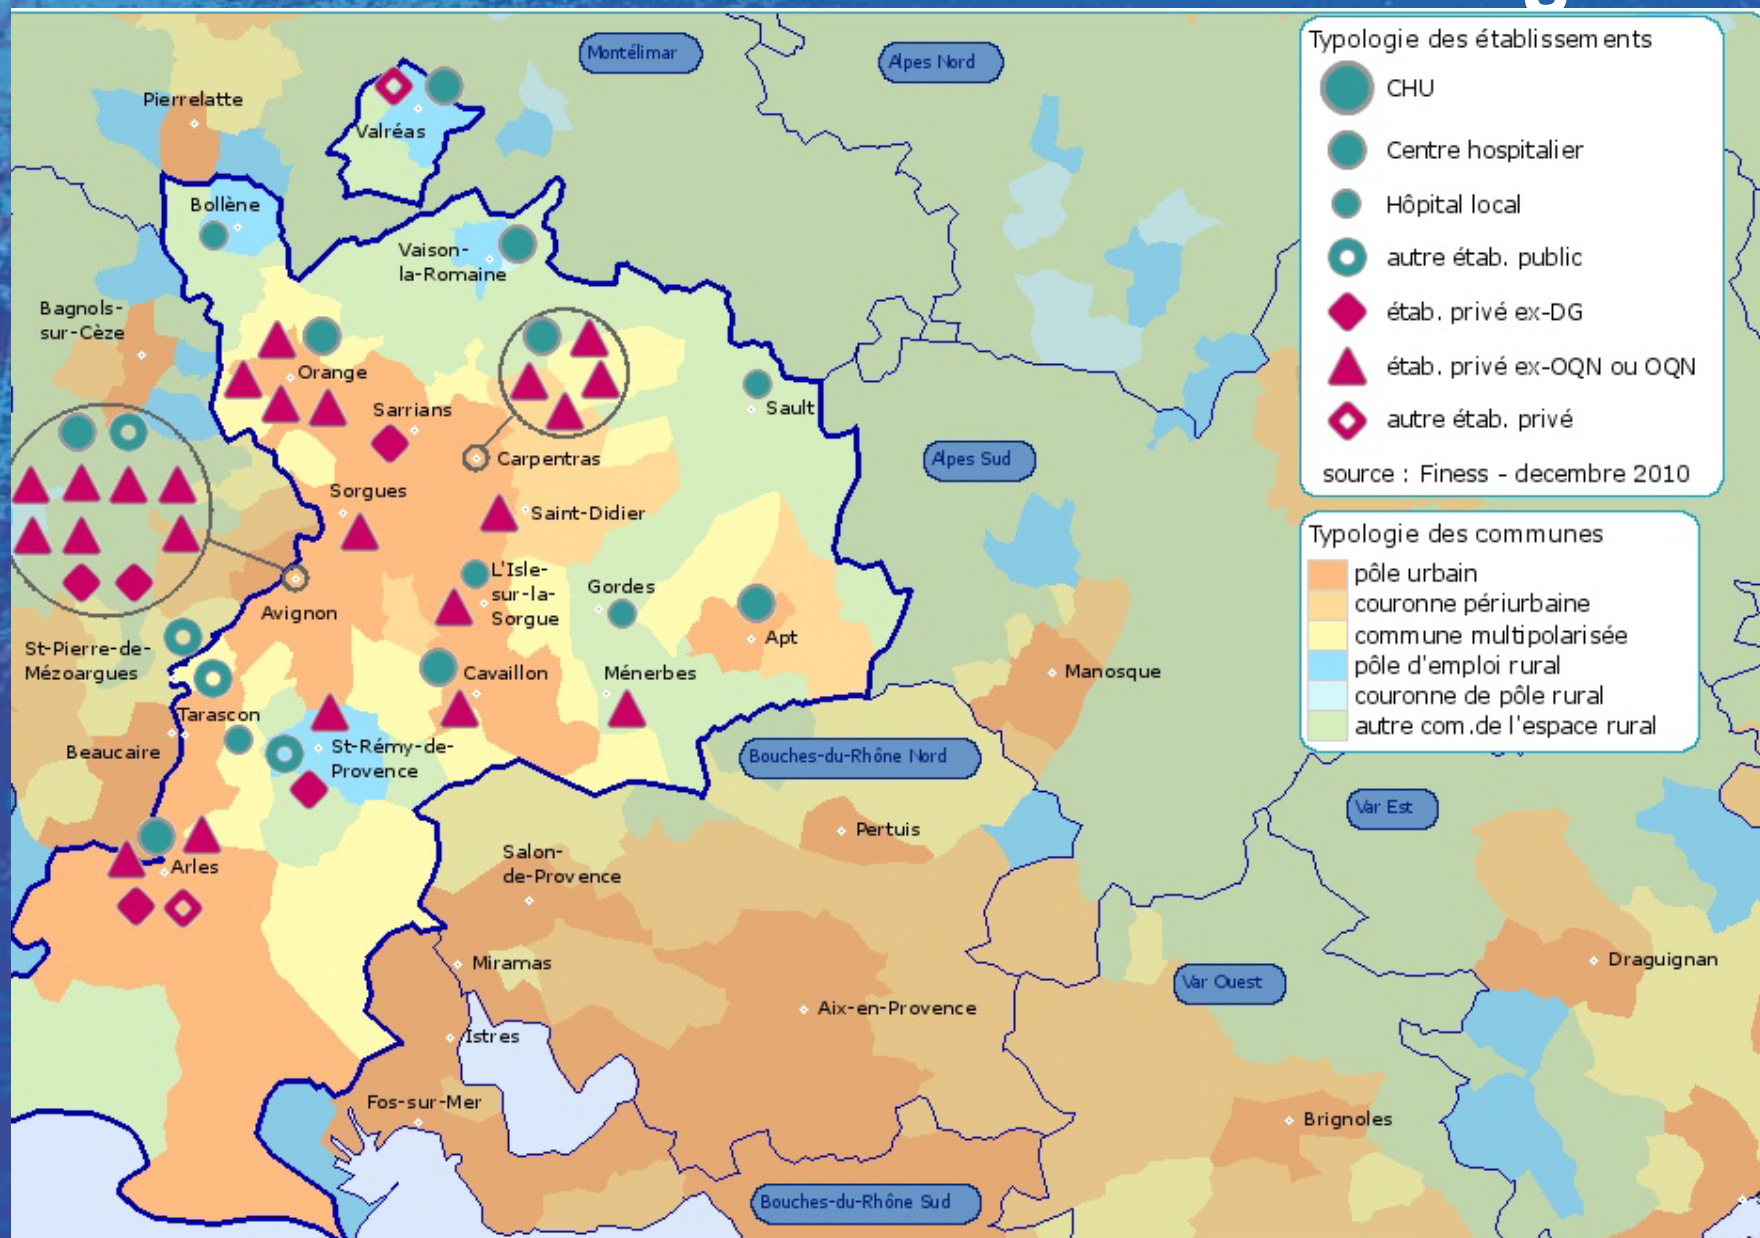 Montélimar
Alpes Nord
Pierrelatte
Valréas
Bollène
Vaison-
la-Romaine
Bagnols-
sur-Cèze
Orange
Sarrians
Sault
Carpentras
Alpes Sud
Sorgues
Saint-Didier
L'Isle-
sur-la-
Sorgue
Gordes
Avignon
Apt
St-Pierre-de-
Mézoargues
Cavaillon
Ménerbes
Manosque
Tarascon
Beaucaire
St-Rémy-de-
Provence
Bouches-du-Rhône Nord
Var Est
Pertuis
Salon-
de-Provence
Arles
Miramas
Draguignan
Var Ouest
Aix-en-Provence
Istres
Fos-sur-Mer
Brignoles
Bouches-du-Rhône Sud
Typologie des établissements
CHU
Centre hospitalier
Hôpital local
autre étab. public
étab. privé ex-DG
étab. privé ex-OQN ou OQN
autre étab. privé
source : Finess - decembre 2010
Typologie des communes
pôle urbain
couronne périurbaine
commune multipolarisée
pôle d'emploi rural
couronne de pôle rural
autre com.de l'espace rural